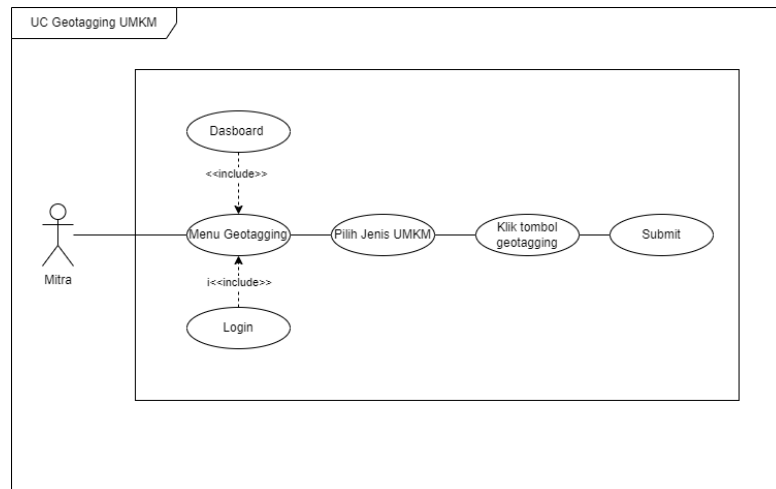 UC Geotagging UMKM
Dasboard
<<include>>
Menu Geotagging
Pilih Jenis UMKM
Klik tombol
geotagging
Submit
Mitra
i<<include>>
Login